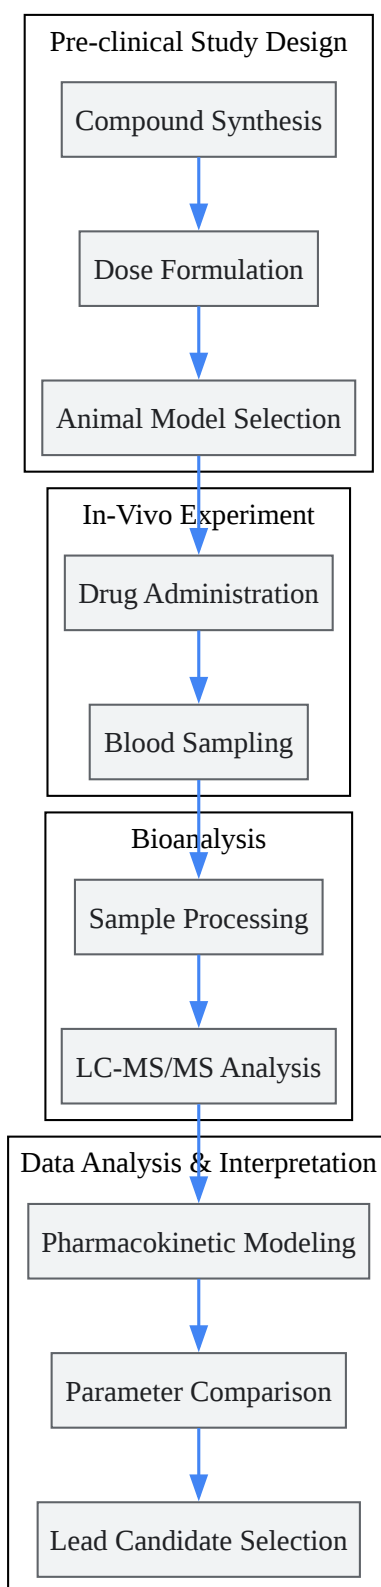 Pre-clinical Study Design
Compound Synthesis
Dose Formulation
Animal Model Selection
In-Vivo Experiment
Drug Administration
Blood Sampling
Bioanalysis
Sample Processing
LC-MS/MS Analysis
Data Analysis & Interpretation
Pharmacokinetic Modeling
Parameter Comparison
Lead Candidate Selection